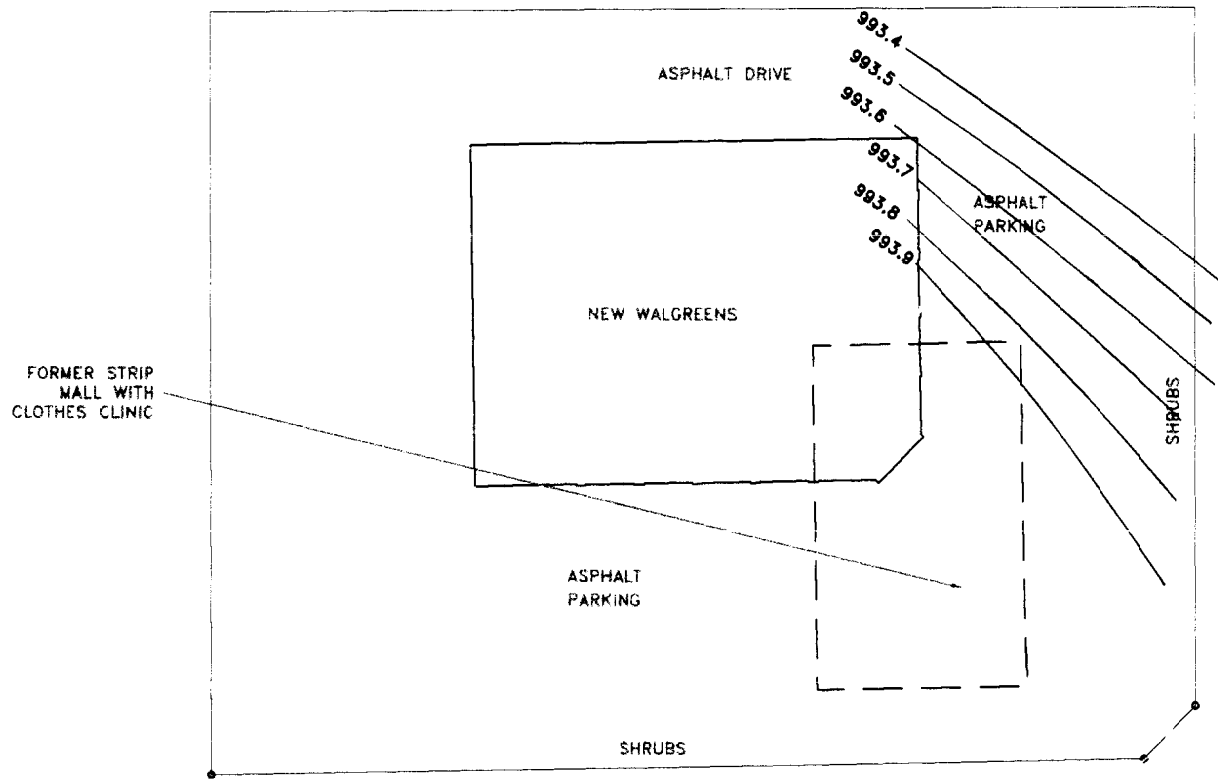 993.4
ASPHALT DRIVE
993.5
993.6
993.7
ASPHALT
PARKING
993.8
993.9
NEW WALGREENS
FORMER STRIP
MALL WITH
CLOTHES CLINIC
SHRUBS
ASPHALT
PARKING
SHRUBS